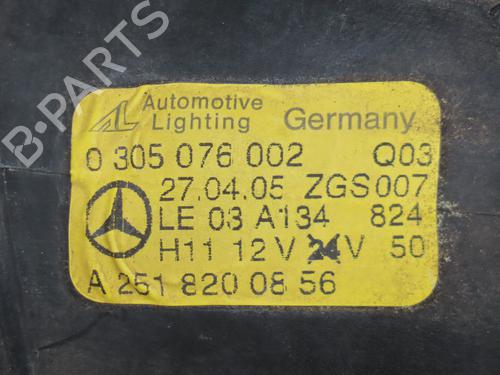 B-PARTS
AL Automotive Lighting Germany
0 305 076 002 Q03
27.04.05 ZGS007
LE 03 A134 824
H11 12 V 24 V 50
A 251 820 08 56